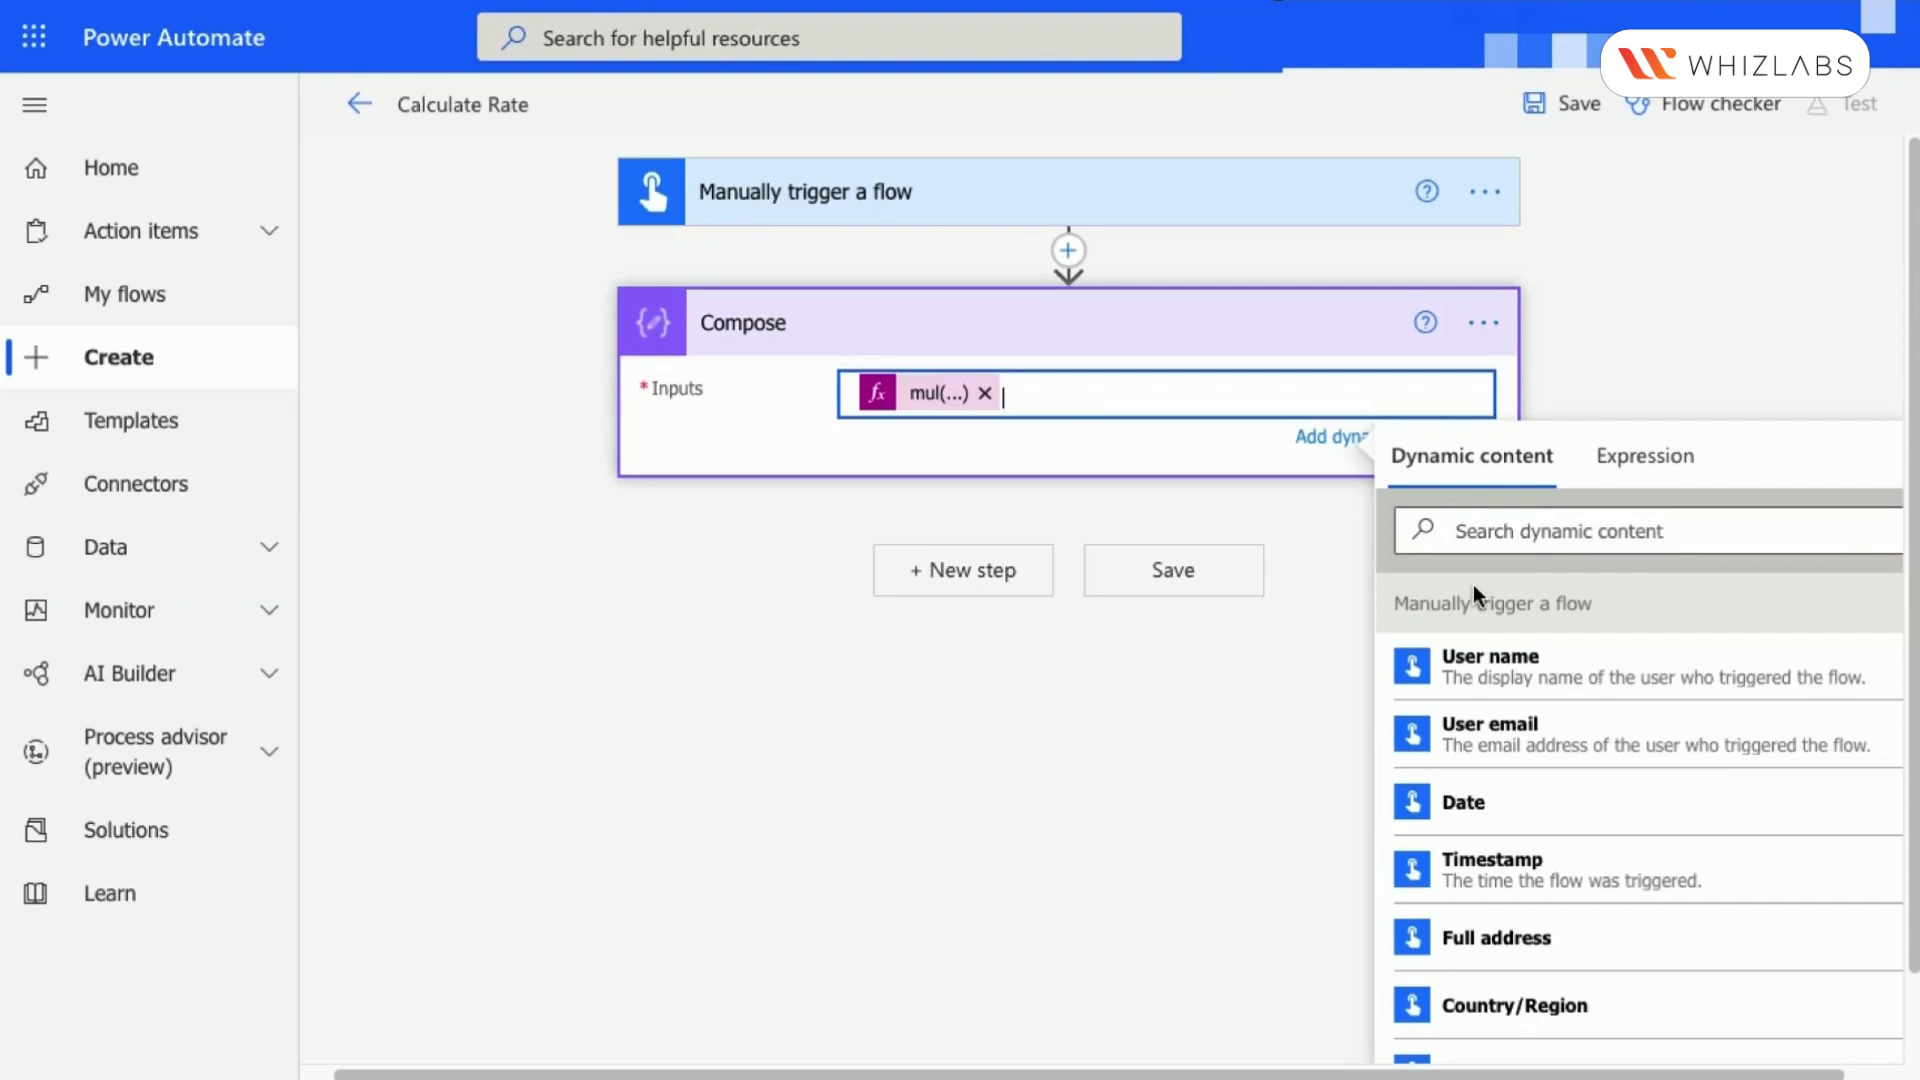 Power Automate
Search for helpful resources
WHIZLABS
Calculate Rate
Save
Flow checker
Test
Home
Action items
My flows
Create
Templates
Connectors
Data
Monitor
AI Builder
Process advisor
(preview)
Solutions
Learn
Manually trigger a flow
Compose
* Inputs
fx mul(...)
Add dyna
+ New step
Save
Dynamic content
Expression
Search dynamic content
Manually trigger a flow
User name
The display name of the user who triggered the flow.
User email
The email address of the user who triggered the flow.
Date
Timestamp
The time the flow was triggered.
Full address
Country/Region